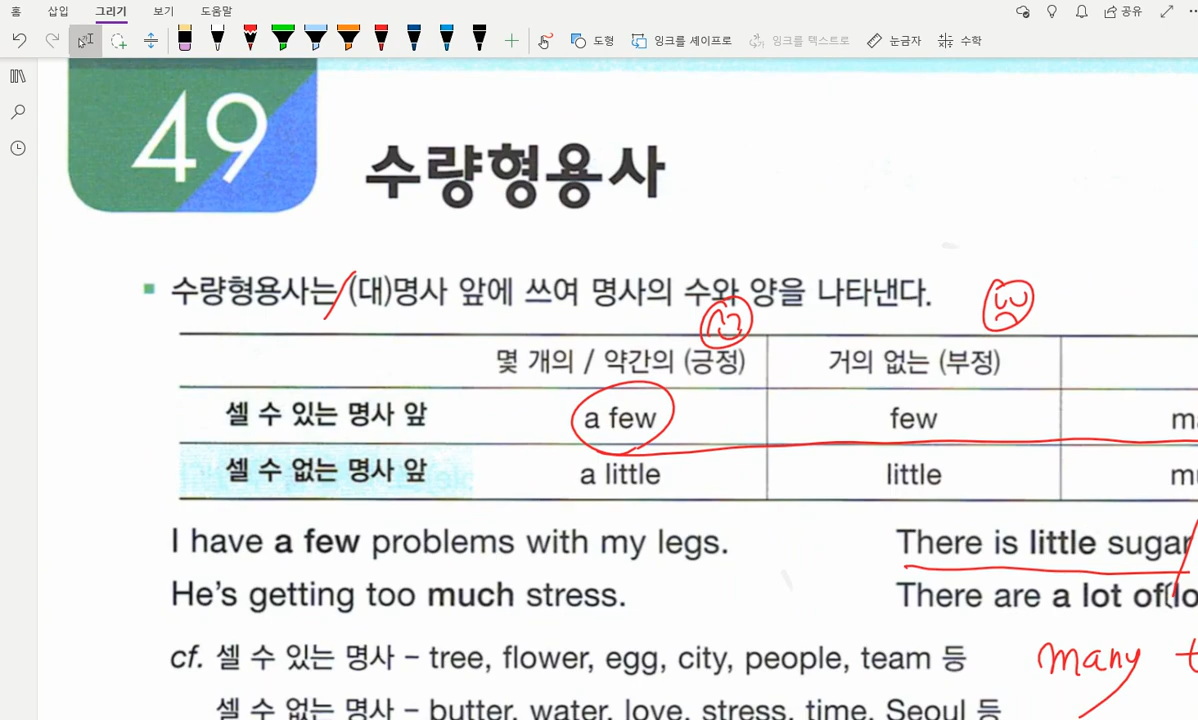 홈 삽입 그리기 보기 도움말 공유
도형 잉크를 셰이프로 잉크를 텍스트로 눈금자 수학
49
수량형용사
수량형용사는 (대)명사 앞에 쓰여 명사의 수와 양을 나타낸다.
몇 개의 / 약간의 (긍정) 거의 없는 (부정)
셀 수 있는 명사 앞 a few few
셀 수 없는 명사 앞 a little little
I have a few problems with my legs. There is little sugar
He's getting too much stress. There are a lot of
cf. 셀 수 있는 명사 – tree, flower, egg, city, people, team 등
many
셀 수 없는 명사 – butter, water, love, stress, time, Seoul 등